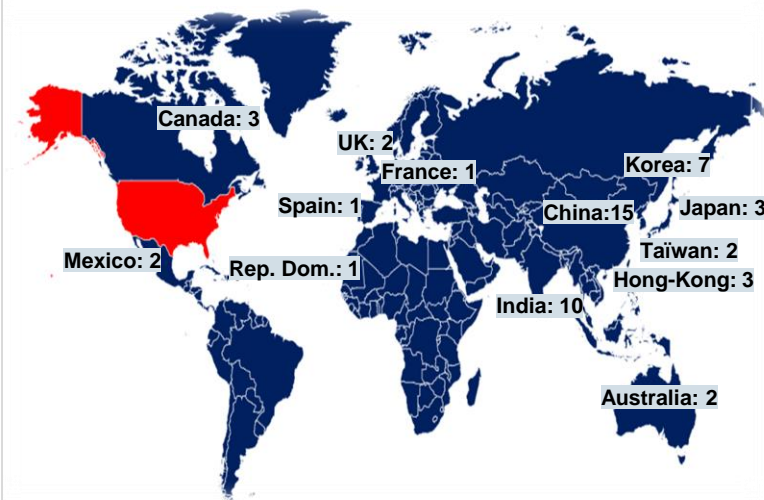 Canada: 3
UK: 2
France: 1
Korea: 7
Spain: 1
China:15
Japan: 3
Mexico: 2
Rep. Dom.: 1
Taïwan: 2
Hong-Kong: 3
India: 10
Australia: 2